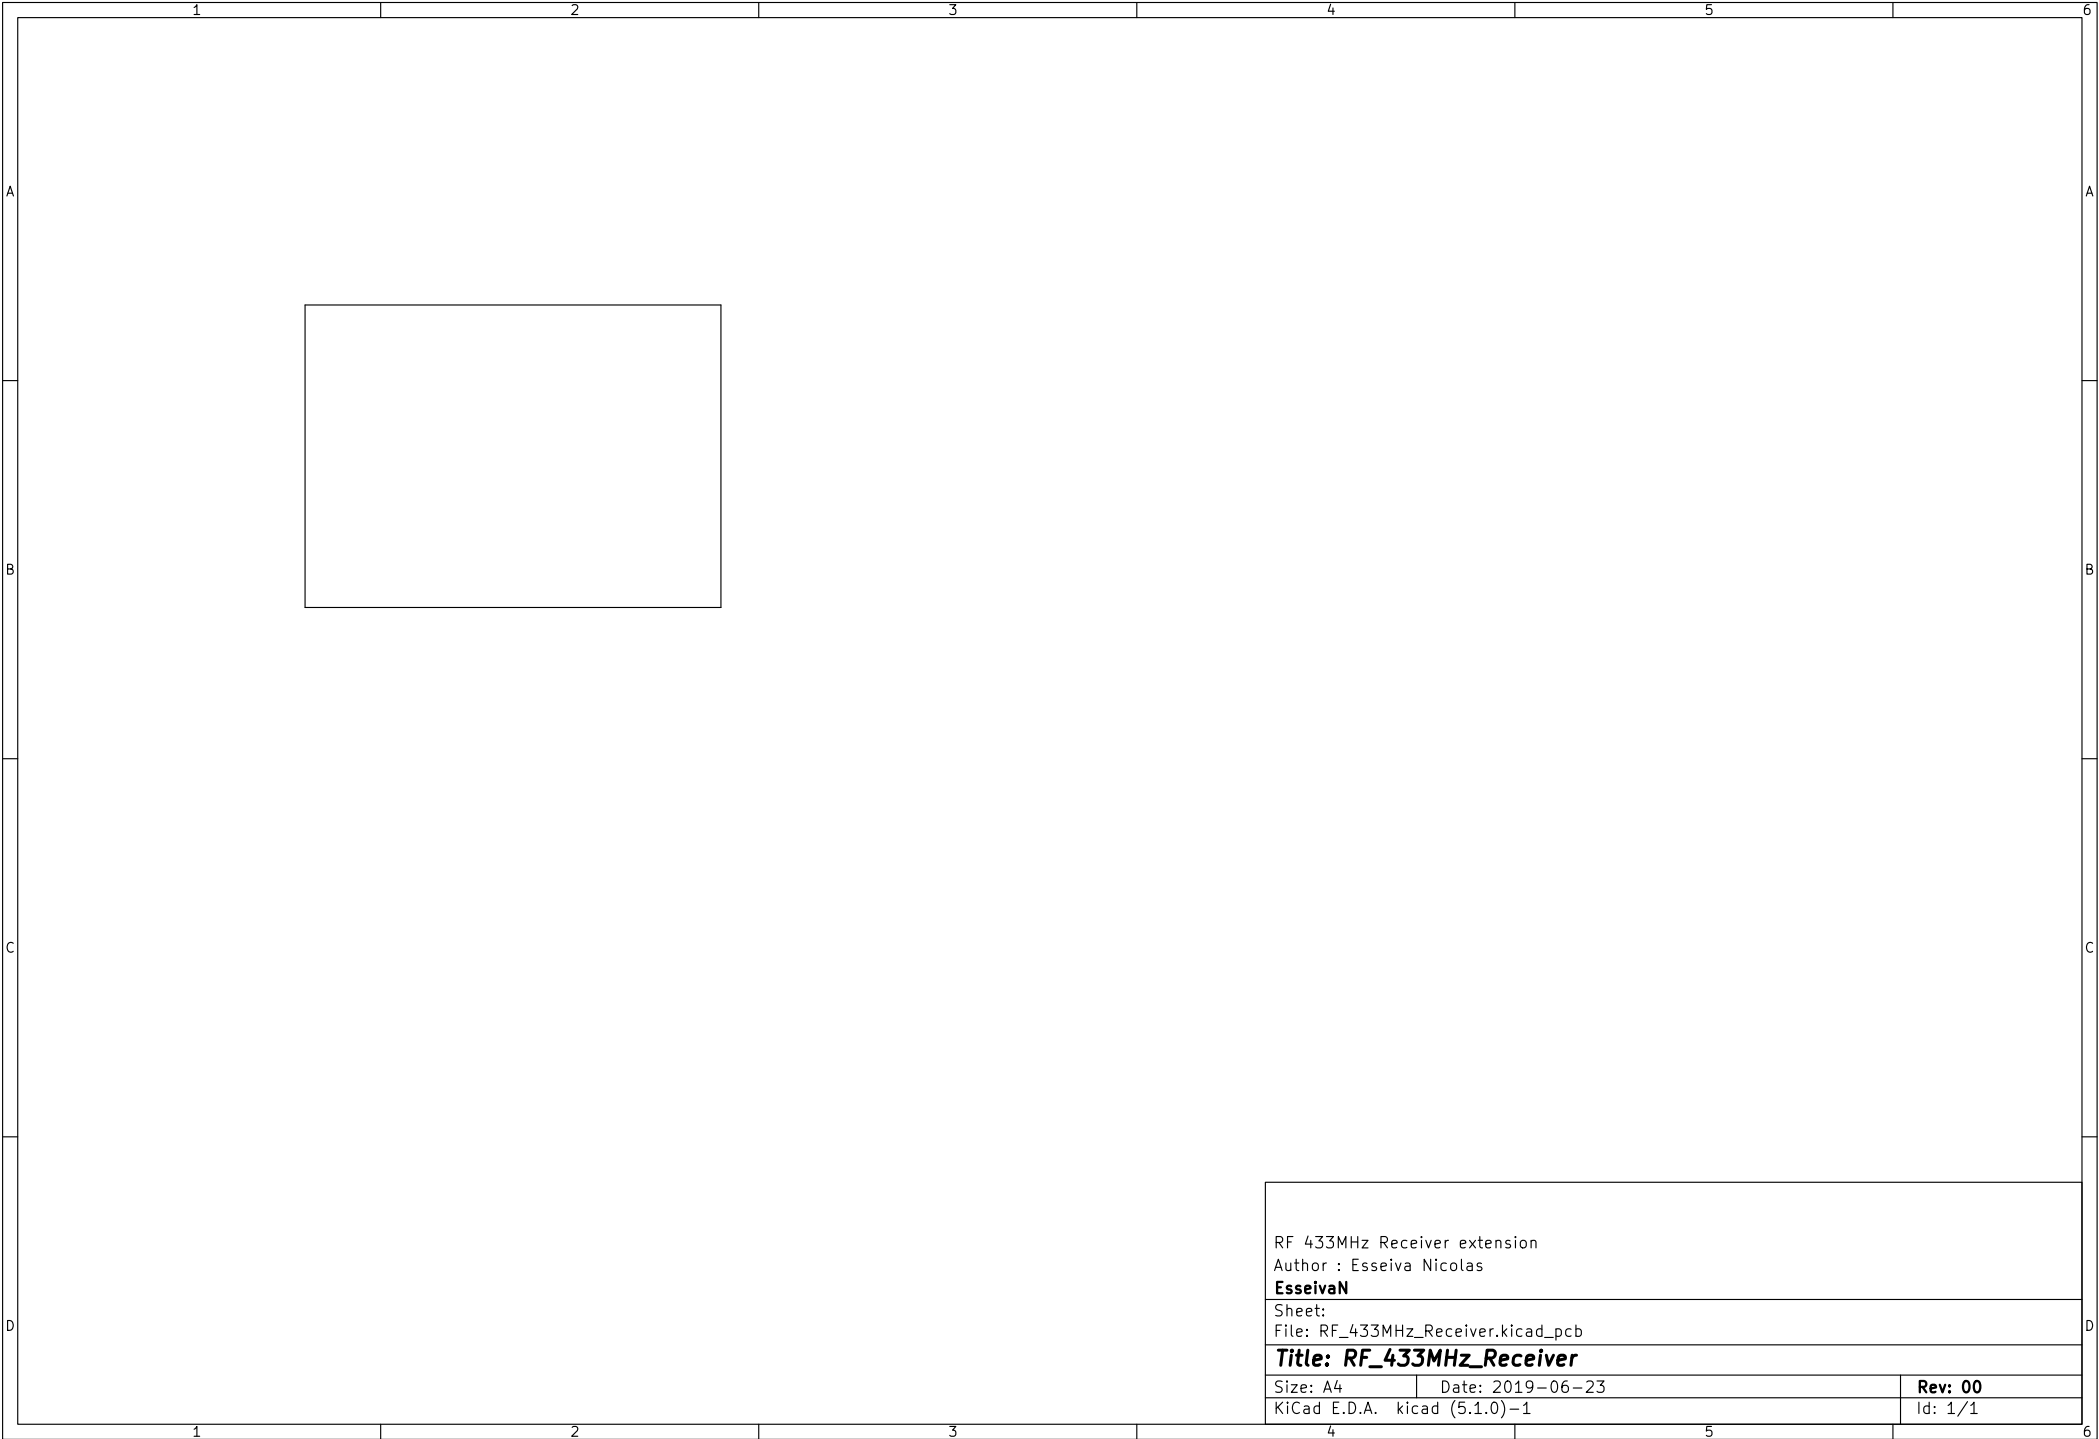 1 2 3 4 5 6
A A
B B
C C
RF 433MHz Receiver extension
Author : Esseiva Nicolas
EsseivaN
Sheet:
D D
File: RF_433MHz_Receiver.kicad_pcb
Title: RF_433MHz_Receiver
Size: A4 Date: 2019-06-23 Rev: 00
KiCad E.D.A. kicad (5.1.0)-1 Id: 1/1
1 2 3 4 5 6